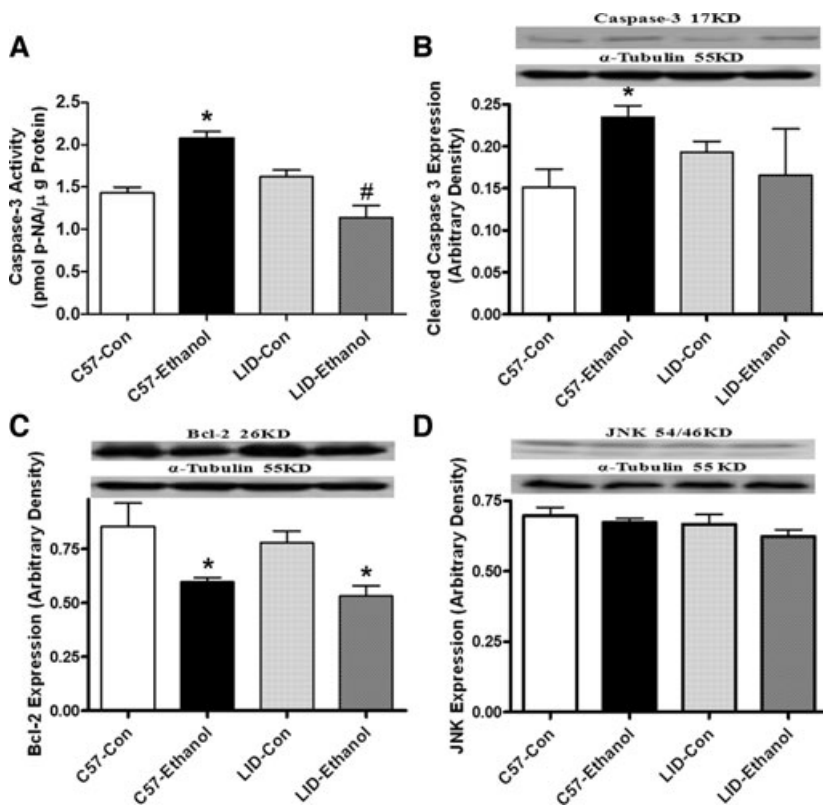 A
Caspase-3 Activity
(pmol p-NA/μ g Protein)
2.5
2.0
1.5
1.0
0.5
0.0
*
#
C57-Con
C57-Ethanol
LID-Con
LID-Ethanol
B
Caspase-3 17KD
α-Tubulin 55KD
Cleaved Caspase 3 Expression
(Arbitrary Density)
0.25
0.20
0.15
0.10
0.05
0.00
*
C57-Con
C57-Ethanol
LID-Con
LID-Ethanol
C
Bcl-2 26KD
α-Tubulin 55KD
Bcl-2 Expression (Arbitrary Density)
0.75
0.50
0.25
0.00
*
*
C57-Con
C57-Ethanol
LID-Con
LID-Ethanol
D
JNK 54/46KD
α-Tubulin 55 KD
JNK Expression (Arbitrary Density)
0.75
0.50
0.25
0.00
C57-Con
C57-Ethanol
LID-Con
LID-Ethanol